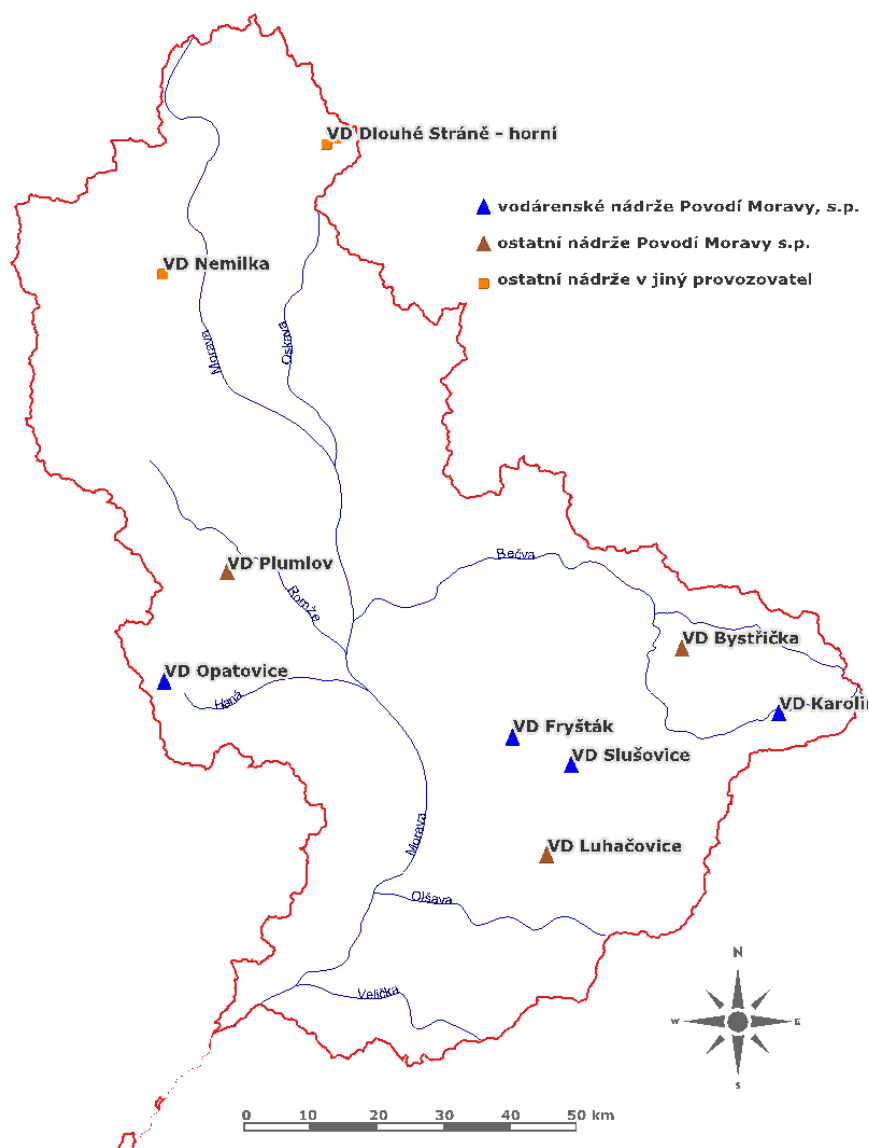 VD Dlouhé Stráně - horní
vodárenské nádrže Povodí Moravy, s.p.
ostatní nádrže Povodí Moravy s.p.
ostatní nádrže v jiný provozovatel
VD Nemilka
Morava
Oskava
Bečva
VD Plumlov
Romže
VD Bystřička
VD Opatovice
Haná
VD Karolin
VD Fryšták
VD Slušovice
Morava
VD Luhačovice
Olšava
Velička
N
W
E
S
0 10 20 30 40 50 km